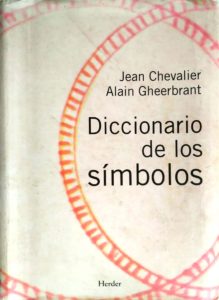 Jean Chevalier
Alain Gheerbrant
Diccionario
de los
símbolos
Herder